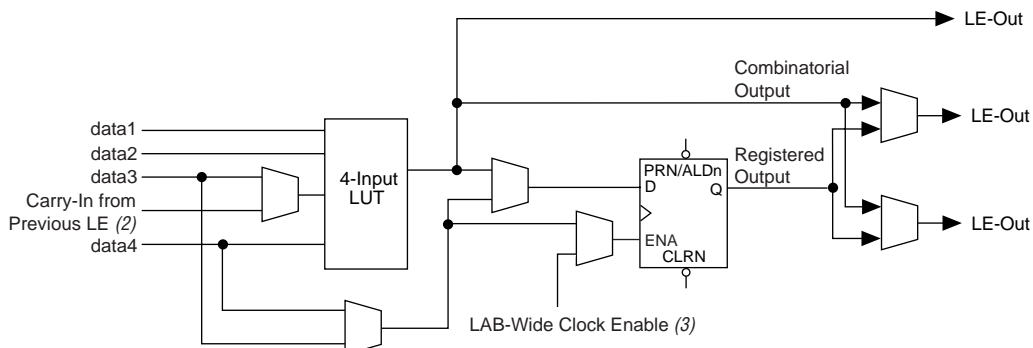 LE-Out
Combinatorial
Output
LE-Out
data1
data2
data3
Carry-In from
Previous LE (2)
data4
4-Input
LUT
PRN/ALDn
D
Q
ENA
CLRN
Registered
Output
LE-Out
LAB-Wide Clock Enable (3)